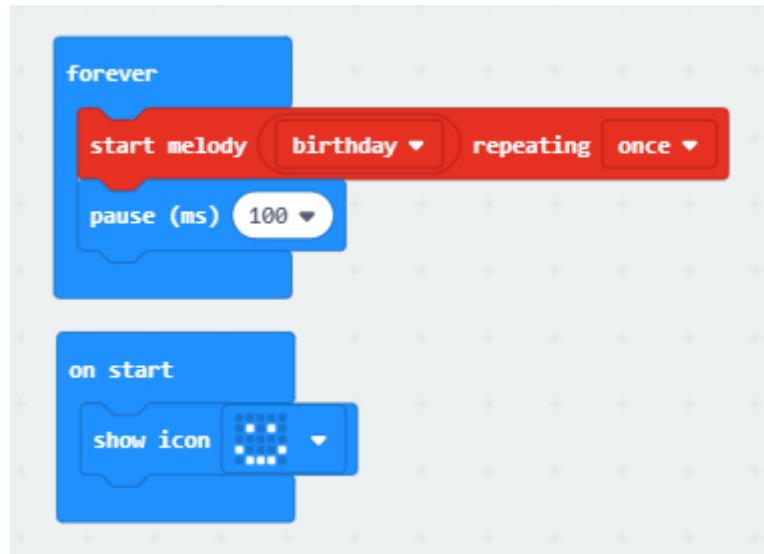 forever
start melody birthday repeating once
pause (ms) 100
on start
show icon